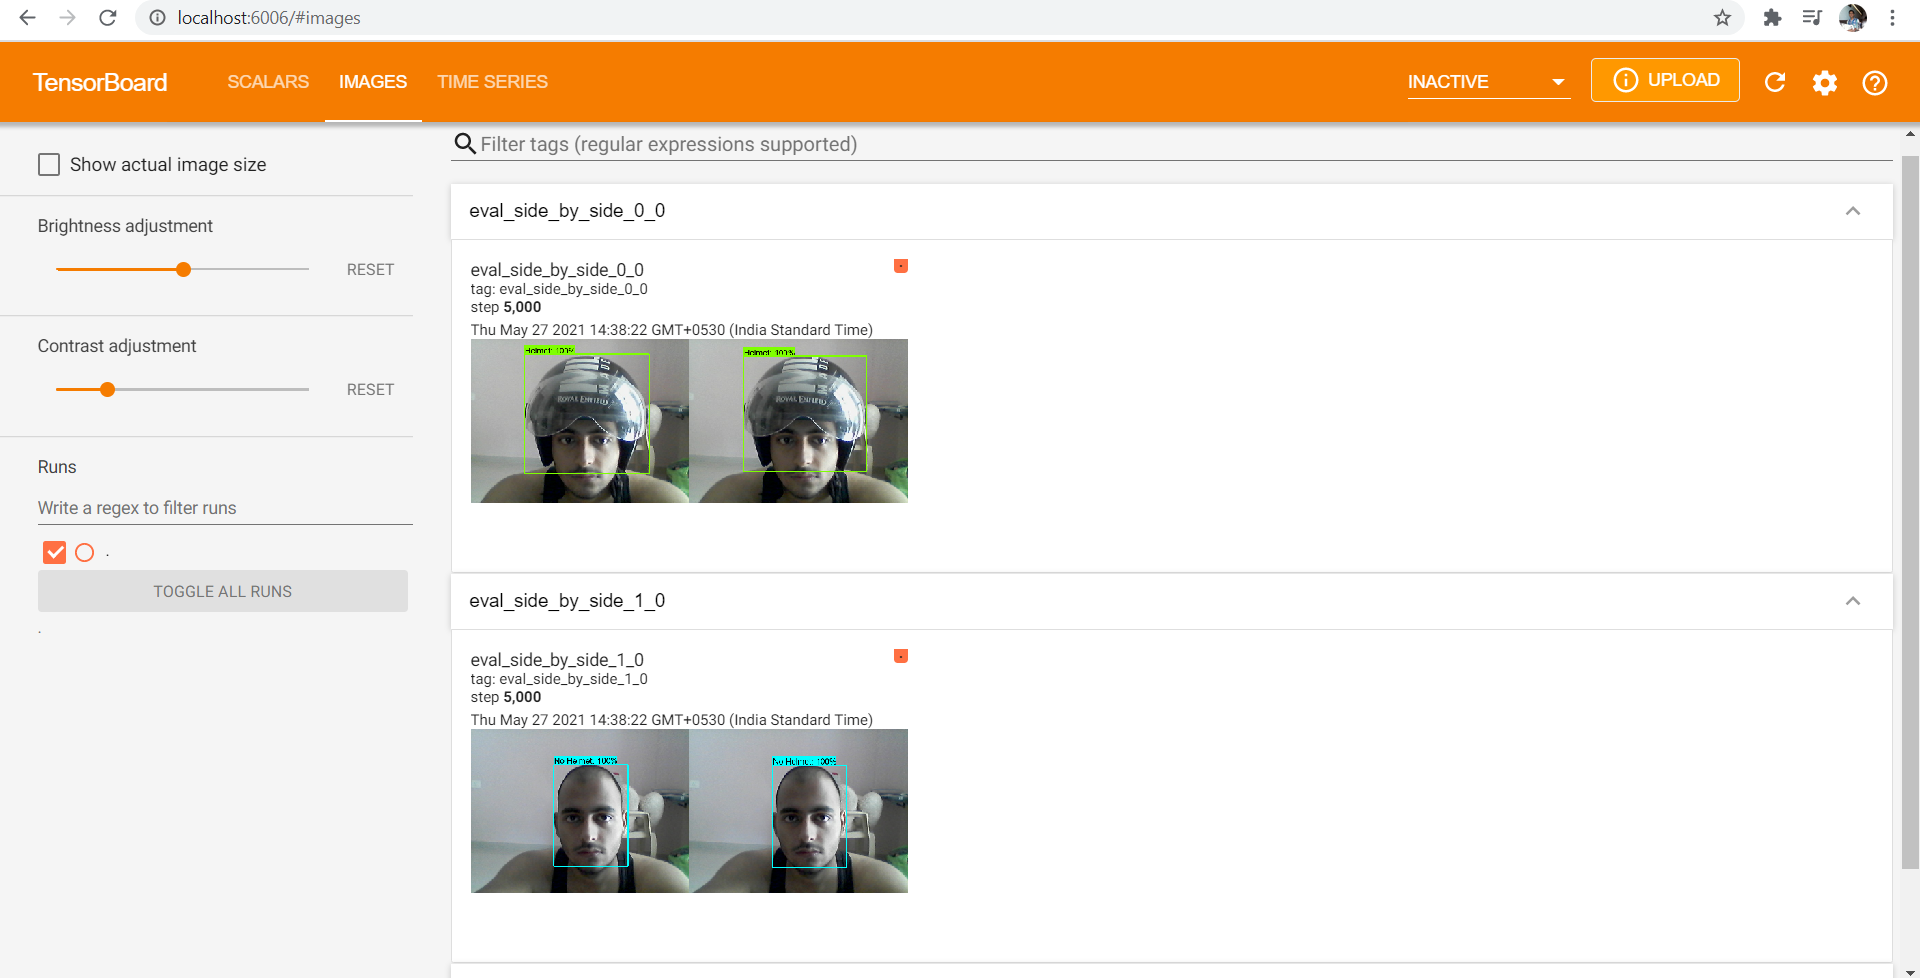 localhost:6006/#images
TensorBoard
SCALARS
IMAGES
TIME SERIES
INACTIVE
UPLOAD
Show actual image size
Brightness adjustment
RESET
Contrast adjustment
RESET
Runs
Write a regex to filter runs
.
TOGGLE ALL RUNS
.
Filter tags (regular expressions supported)
eval_side_by_side_0_0
eval_side_by_side_0_0
tag: eval_side_by_side_0_0
step 5,000
Thu May 27 2021 14:38:22 GMT+0530 (India Standard Time)
Helmet: 100%
Helmet: 100%
ROYAL ENFIELD
ROYAL ENFIELD
eval_side_by_side_1_0
eval_side_by_side_1_0
tag: eval_side_by_side_1_0
step 5,000
Thu May 27 2021 14:38:22 GMT+0530 (India Standard Time)
No Helmet: 100%
No Helmet: 100%